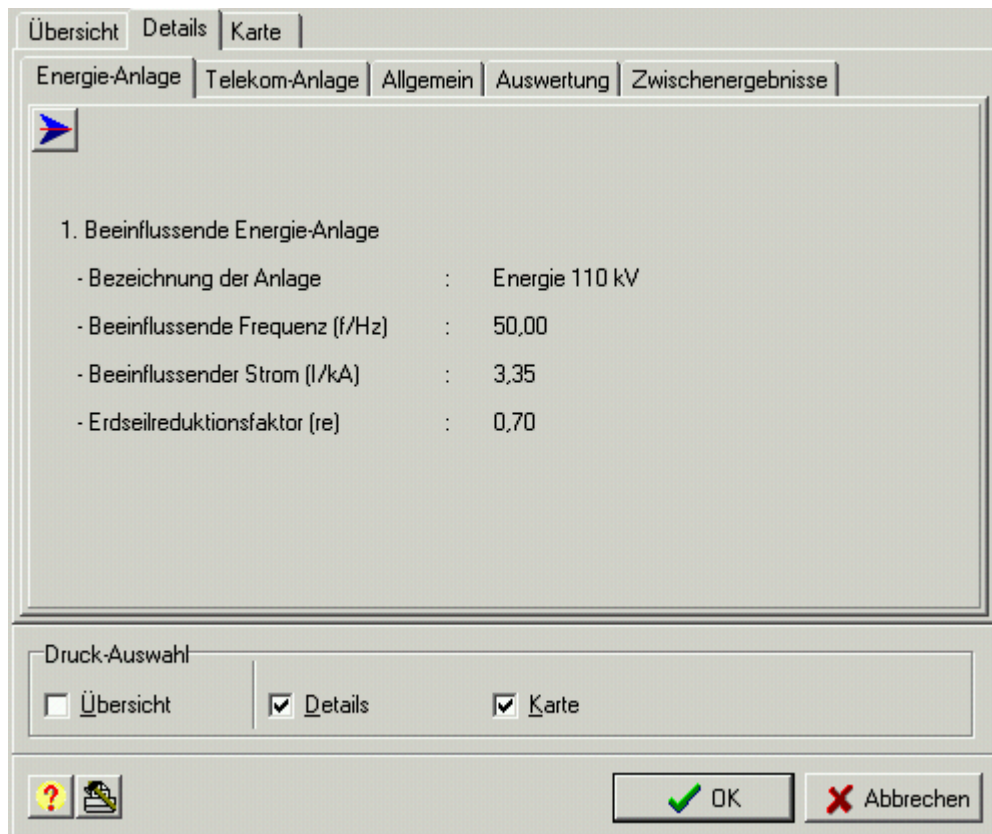 Übersicht Details Karte
Energie-Anlage Telekom-Anlage Allgemein Auswertung Zwischenergebnisse
1. Beeinflussende Energie-Anlage
- Bezeichnung der Anlage : Energie 110 kV
- Beeinflussende Frequenz (f/Hz) : 50,00
- Beeinflussender Strom (I/kA) : 3,35
- Erdseilreduktionsfaktor (re) : 0,70
Druck-Auswahl
Übersicht Details Karte
? OK Abbrechen